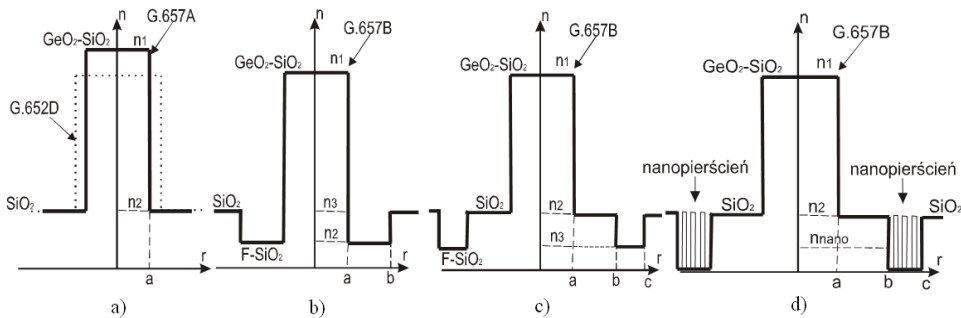 n
G.657A
GeO₂–SiO₂
n1
G.652D
SiO₂
n2
r
a
a)
n
G.657B
GeO₂–SiO₂
n1
SiO₂
n3
n2
F-SiO₂
r
a
b
b)
n
G.657B
GeO₂–SiO₂
n1
SiO₂
n2
n3
F-SiO₂
r
a
b
c
c)
n
G.657B
n1
GeO₂–SiO₂
nanopierścień
nanopierścień
SiO₂
n2
SiO₂
nnano
r
a
b
c
d)